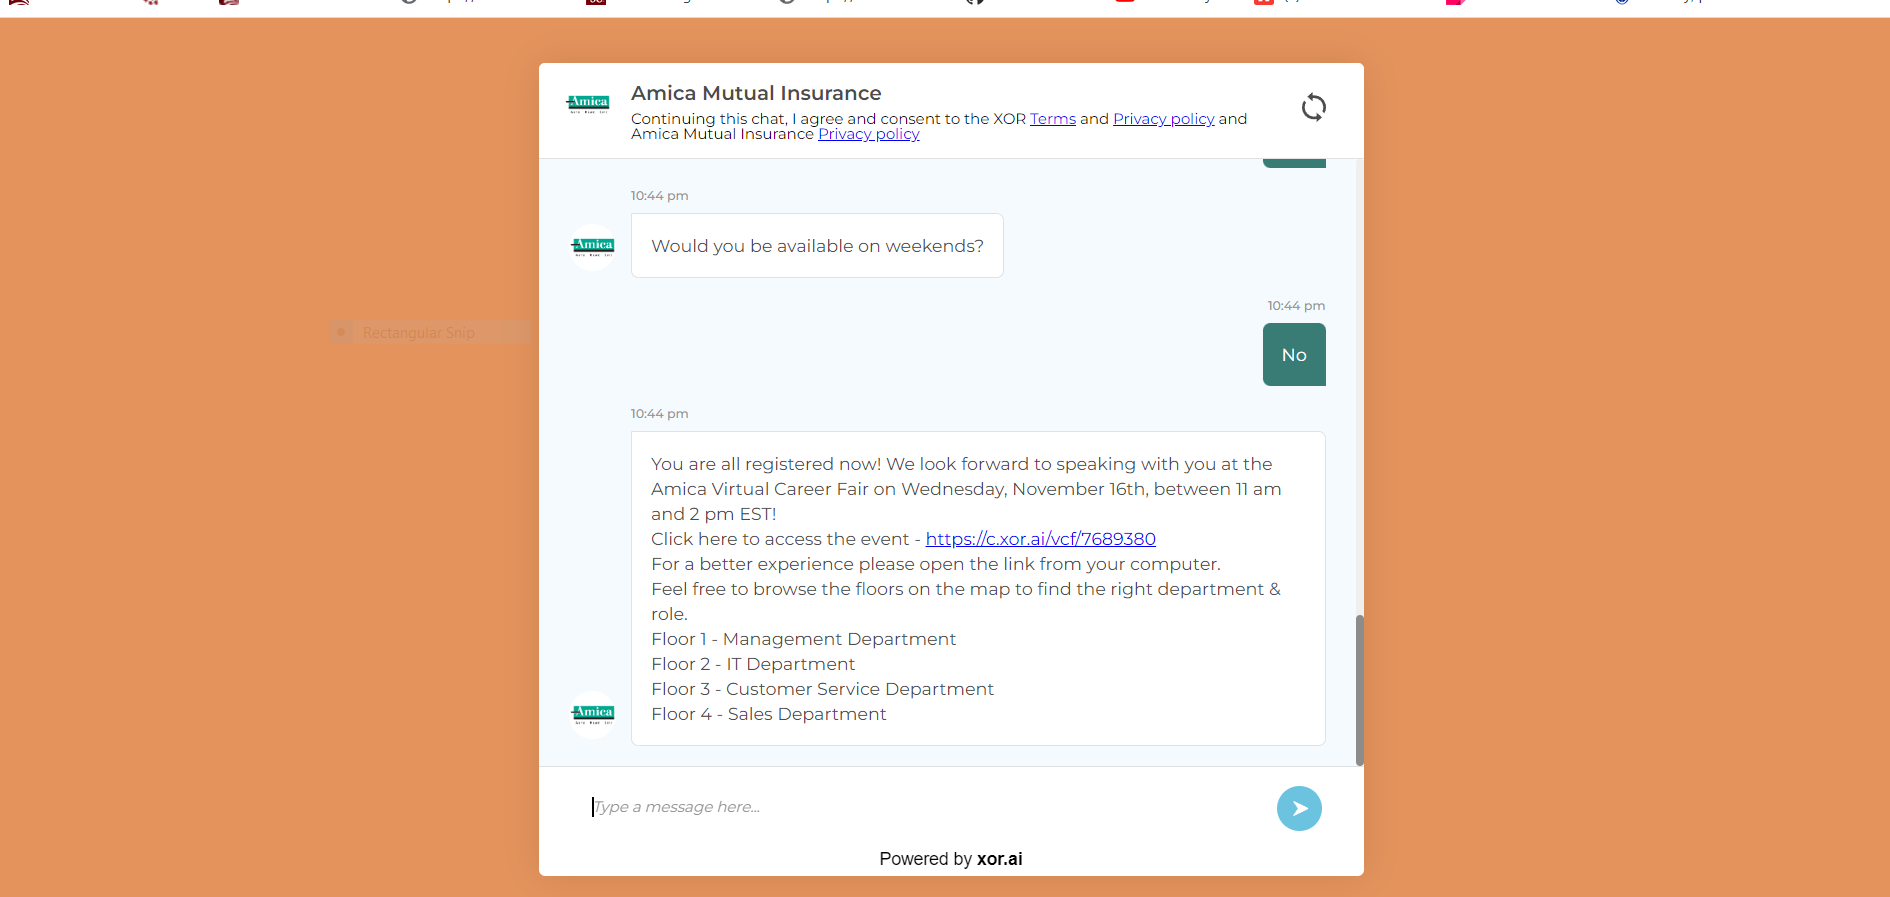 Amica Mutual Insurance
Continuing this chat, I agree and consent to the XOR Terms and Privacy policy and
Amica Mutual Insurance Privacy policy
Amica
10:44 pm
Would you be available on weekends?
Amica
10:44 pm
No
Rectangular Snip
10:44 pm
You are all registered now! We look forward to speaking with you at the
Amica Virtual Career Fair on Wednesday, November 16th, between 11 am
and 2 pm EST!
Click here to access the event - https://c.xor.ai/vcf/7689380
For a better experience please open the link from your computer.
Feel free to browse the floors on the map to find the right department &
role.
Floor 1 - Management Department
Floor 2 - IT Department
Floor 3 - Customer Service Department
Floor 4 - Sales Department
Amica
Type a message here...
Powered by xor.ai